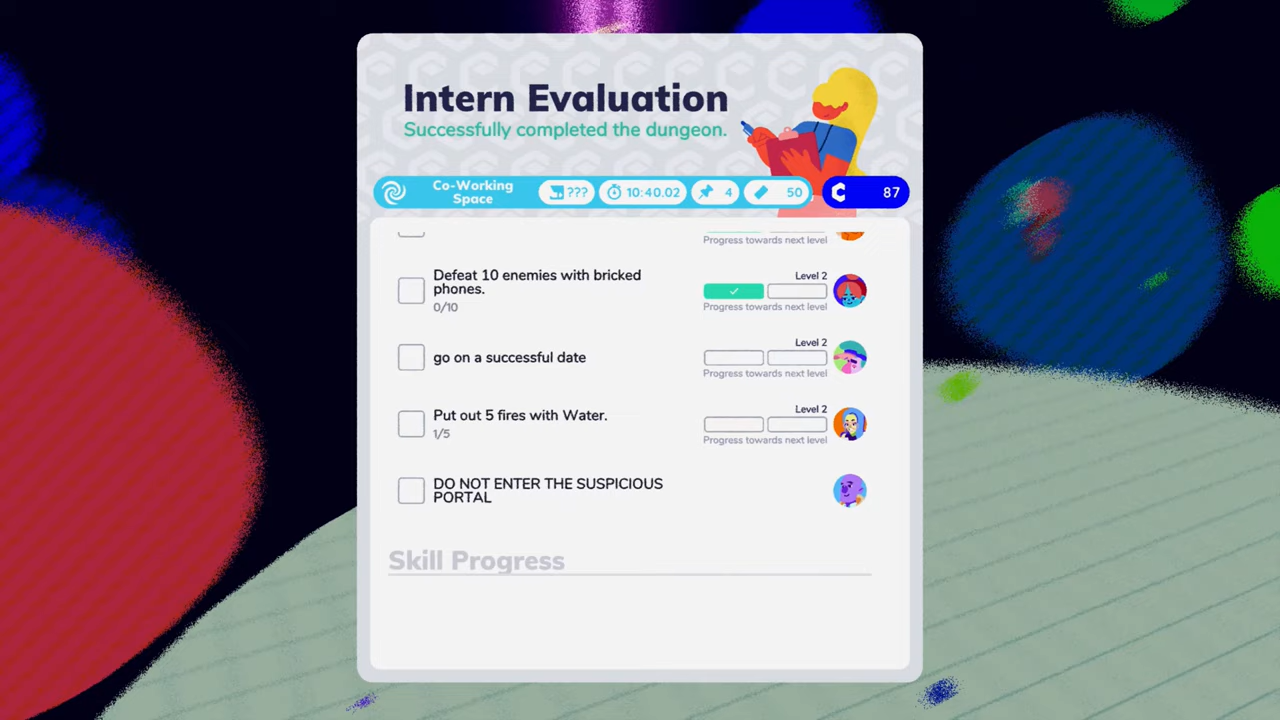 Intern Evaluation
Successfully completed the dungeon.
Co-Working
Space
???
10:40.02
4
50
87
Progress towards next level
Defeat 10 enemies with bricked
phones.
0/10
Level 2
Progress towards next level
go on a successful date
Level 2
Progress towards next level
Put out 5 fires with Water.
1/5
Level 2
Progress towards next level
DO NOT ENTER THE SUSPICIOUS
PORTAL
Skill Progress